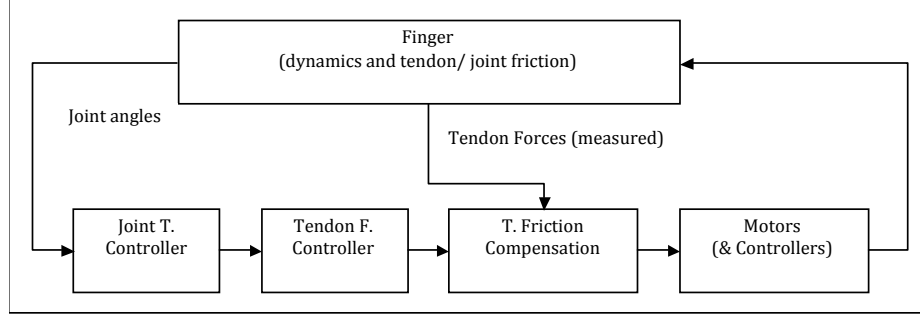 Finger
(dynamics and tendon/ joint friction)
Joint angles
Tendon Forces (measured)
Joint T.
Controller
Tendon F.
Controller
T. Friction
Compensation
Motors
(& Controllers)